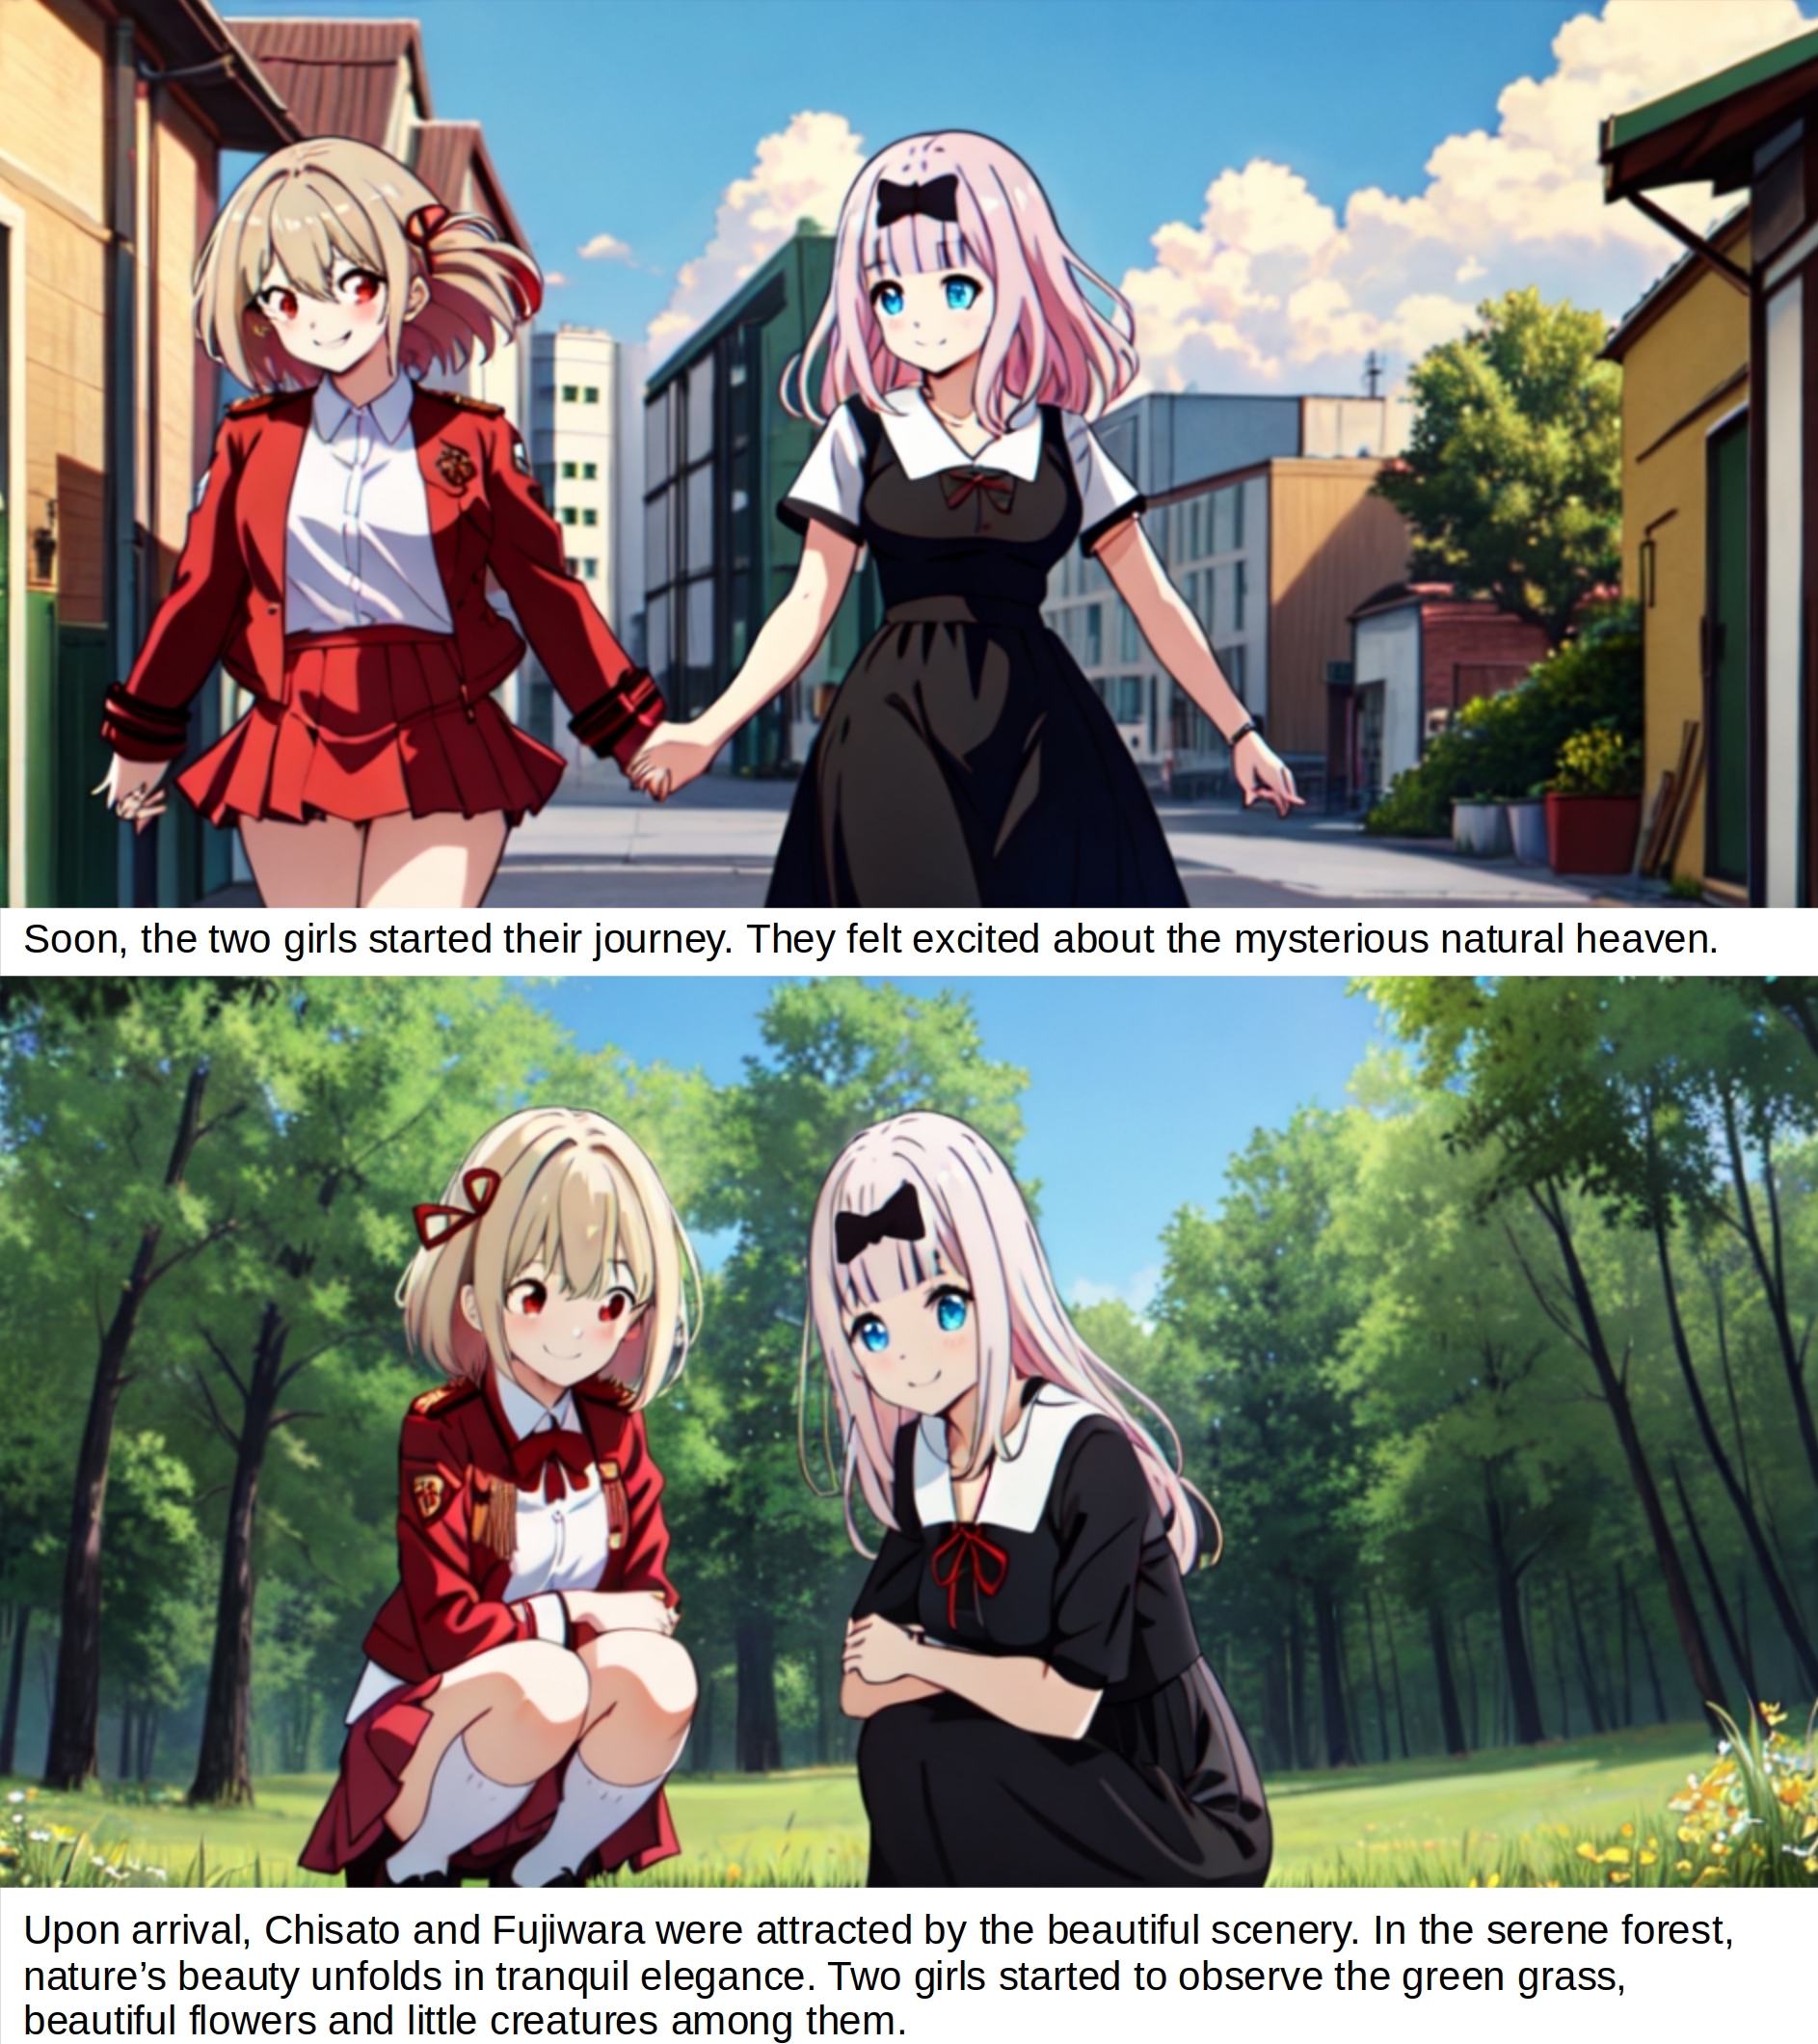 Soon, the two girls started their journey. They felt excited about the mysterious natural heaven.
Upon arrival, Chisato and Fujiwara were attracted by the beautiful scenery. In the serene forest,
nature’s beauty unfolds in tranquil elegance. Two girls started to observe the green grass,
beautiful flowers and little creatures among them.